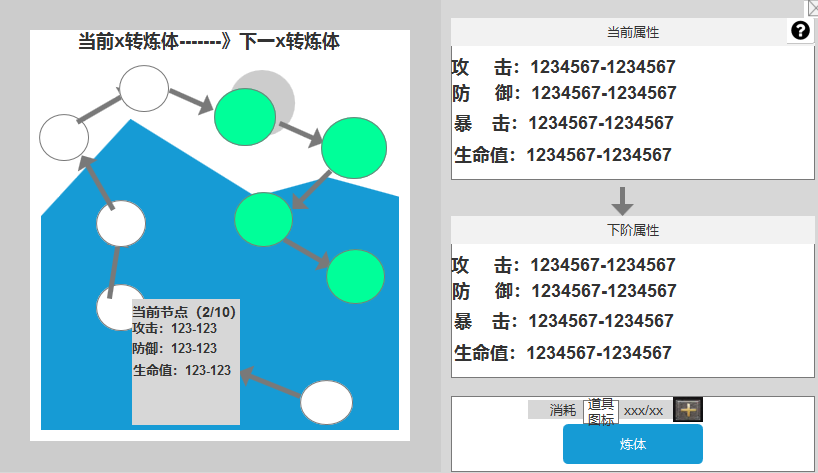 当前x转炼体-------》下一x转炼体
当前节点（2/10）
攻击：123-123
防御：123-123
生命值：123-123
当前属性
?
攻 击：1234567-1234567
防 御：1234567-1234567
暴 击：1234567-1234567
生命值：1234567-1234567
下阶属性
攻 击：1234567-1234567
防 御：1234567-1234567
暴 击：1234567-1234567
生命值：1234567-1234567
消耗 道具图标 xxx/xx
炼体